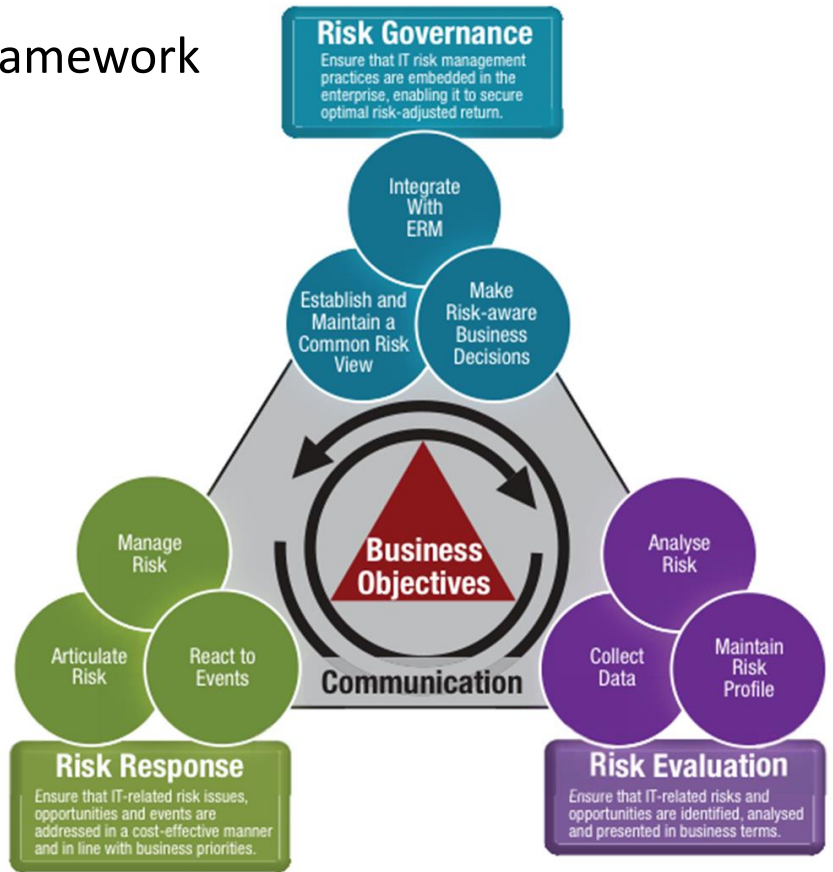 amework
Risk Governance
Ensure that IT risk management
practices are embedded in the
enterprise, enabling it to secure
optimal risk-adjusted return.
Integrate
With
ERM
Establish and
Maintain a
Common Risk
View
Make
Risk-aware
Business
Decisions
Business
Objectives
Communication
Manage
Risk
Articulate
Risk
React to
Events
Risk Response
Ensure that IT-related risk issues,
opportunities and events are
addressed in a cost-effective manner
and in line with business priorities.
Analyse
Risk
Collect
Data
Maintain
Risk
Profile
Risk Evaluation
Ensure that IT-related risks and
opportunities are identified, analysed
and presented in business terms.